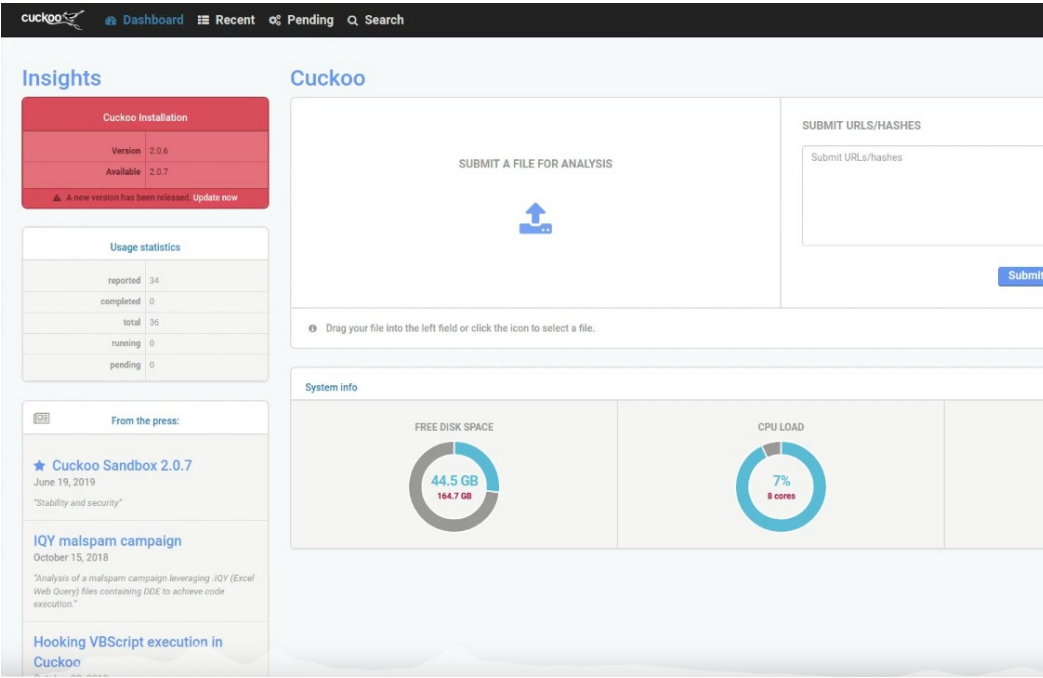 cuckoo Dashboard Recent Pending Search
Insights
Cuckoo Installation
Version 2.0.6
Available 2.0.7
A new version has been released. Update now
Usage statistics
reported 34
completed 0
total 36
running 0
pending 0
From the press:
Cuckoo Sandbox 2.0.7
June 19, 2019
"Stability and security"
IQY malspam campaign
October 15, 2018
"Analysis of a malspam campaign leveraging .IQY (Excel
Web Query) files containing DDE to achieve code
execution."
Hooking VBScript execution in
Cuckoo
Cuckoo
SUBMIT A FILE FOR ANALYSIS
SUBMIT URLS/HASHES
Submit URLs/hashes
Submit
Drag your file into the left field or click the icon to select a file.
System info
FREE DISK SPACE
44.5 GB
164.7 GB
CPU LOAD
7%
8 cores